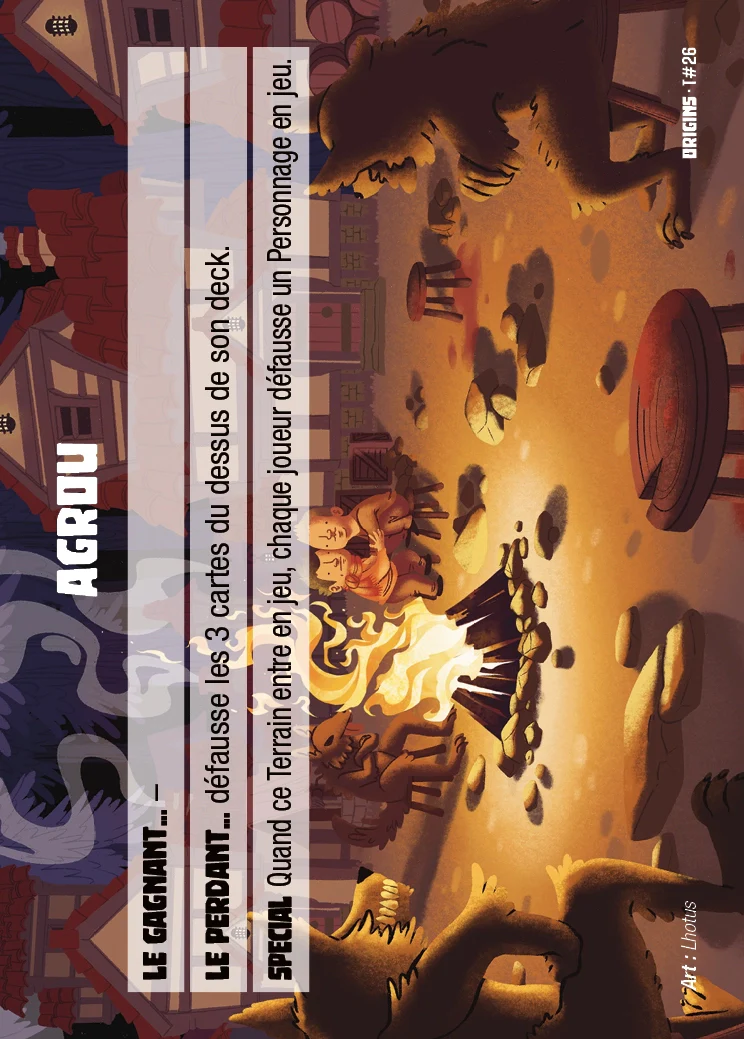 AGROU
LE GAGNANT... –
LE PERDANT... défausse les 3 cartes du dessus de son deck.
SPECIAL Quand ce Terrain entre en jeu, chaque joueur défausse un Personnage en jeu.
Art : Lhotus
ORIGINS · T#26